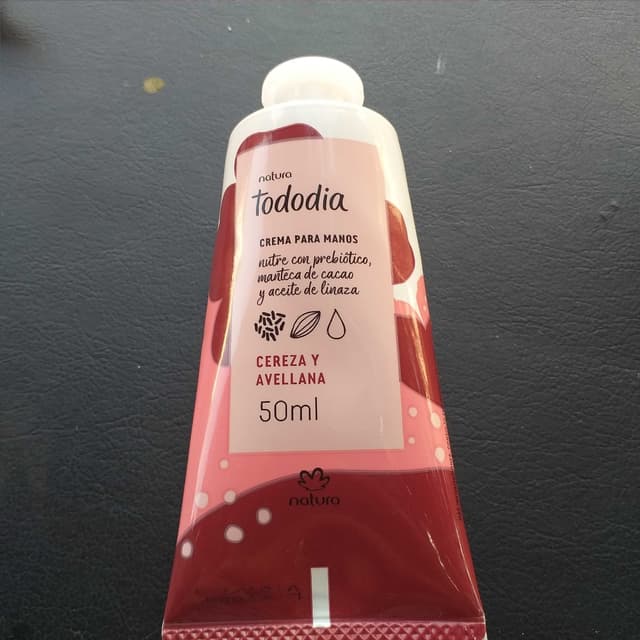 natura
tododia
CREMA PARA MANOS
nutre con prebiótico,
manteca de cacao
y aceite de linaza
CEREZA Y
AVELLANA
50ml
natura